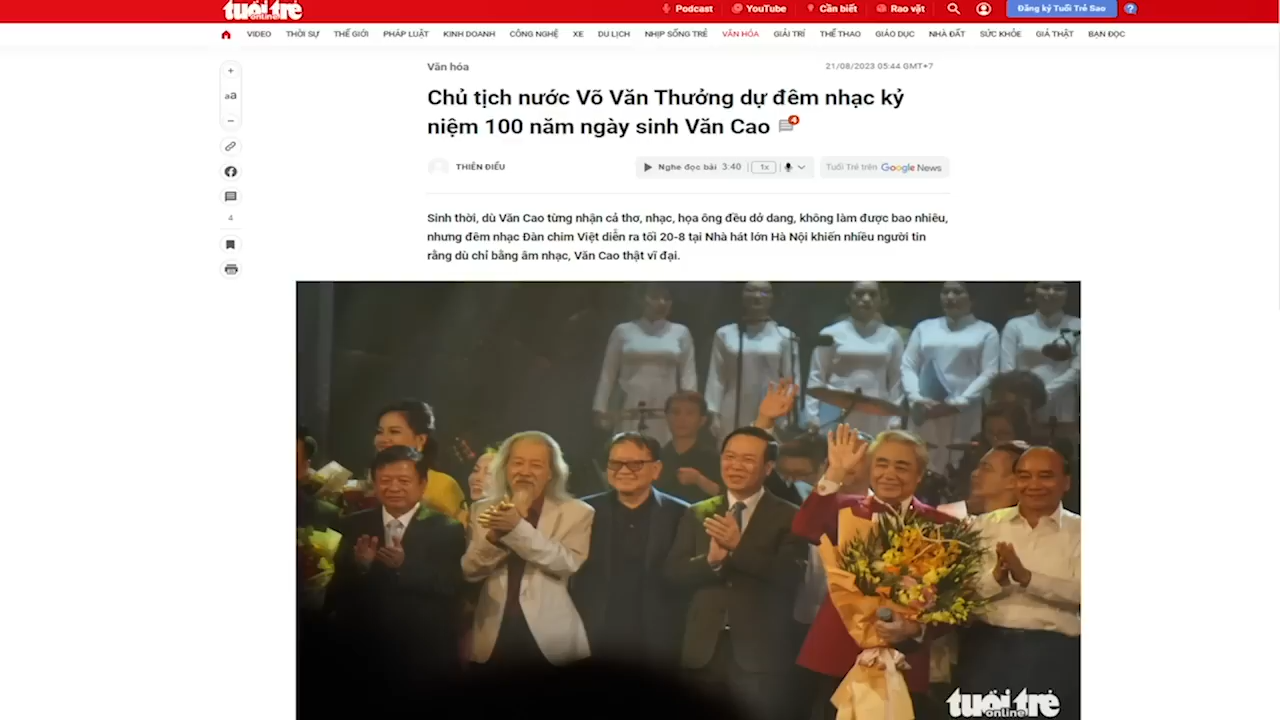 tuổi trẻ
online
Podcast
YouTube
Cần biết
Rao vặt
Đăng ký Tuổi Trẻ Sao
?
VIDEO
THỜI SỰ
THẾ GIỚI
PHÁP LUẬT
KINH DOANH
CÔNG NGHỆ
XE
DU LỊCH
NHỊP SỐNG TRẺ
VĂN HÓA
GIẢI TRÍ
THỂ THAO
GIÁO DỤC
NHÀ ĐẤT
SỨC KHỎE
GIẢ THẬT
BẠN ĐỌC
+
aA
−
4
Văn hóa
21/08/2023 05:44 GMT+7
Chủ tịch nước Võ Văn Thưởng dự đêm nhạc kỷ
niệm 100 năm ngày sinh Văn Cao
4
THIÊN ĐIỂU
Nghe đọc bài 3:40
1x
Tuổi Trẻ trên Google News
Sinh thời, dù Văn Cao từng nhận cả thơ, nhạc, họa ông đều dở dang, không làm được bao nhiêu,
nhưng đêm nhạc Đàn chim Việt diễn ra tối 20-8 tại Nhà hát lớn Hà Nội khiến nhiều người tin
rằng dù chỉ bằng âm nhạc, Văn Cao thật vĩ đại.
tuổi trẻ
online